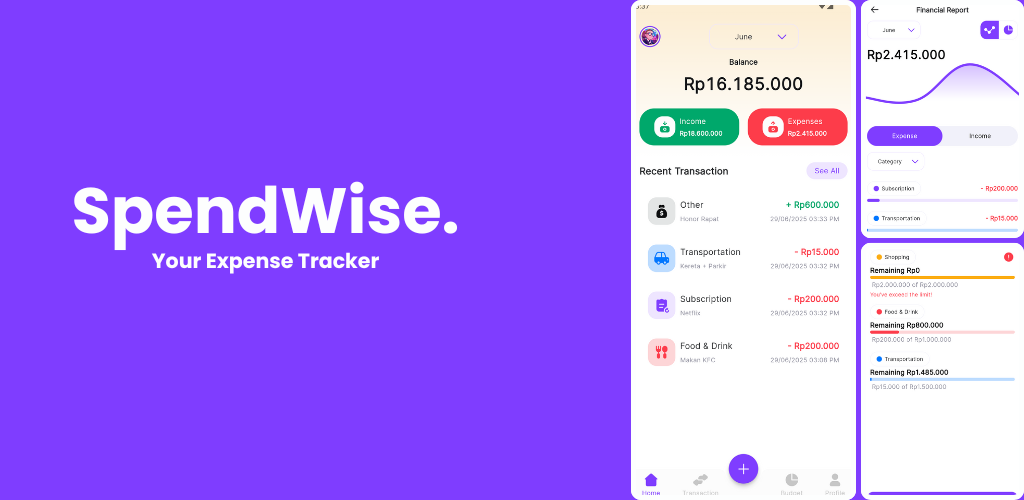 SpendWise.
Your Expense Tracker
June
Balance
Rp16.185.000
Income
Rp18.600.000
Expenses
Rp2.415.000
Recent Transaction
See All
Other
+ Rp600.000
Honor Rapat
29/06/2025 03:33 PM
Transportation
- Rp15.000
Kereta + Parkir
29/06/2025 03:32 PM
Subscription
- Rp200.000
Netflix
29/06/2025 03:32 PM
Food & Drink
- Rp200.000
Makan KFC
29/06/2025 03:08 PM
Home
Transaction
Budget
Profile
Financial Report
June
Rp2.415.000
Expense
Income
Category
Subscription
- Rp200.000
Transportation
- Rp15.000
Shopping
Remaining Rp0
Rp2.000.000 of Rp2.000.000
You've exceed the limit!
Food & Drink
Remaining Rp800.000
Rp200.000 of Rp1.000.000
Transportation
Remaining Rp1.485.000
Rp15.000 of Rp1.500.000